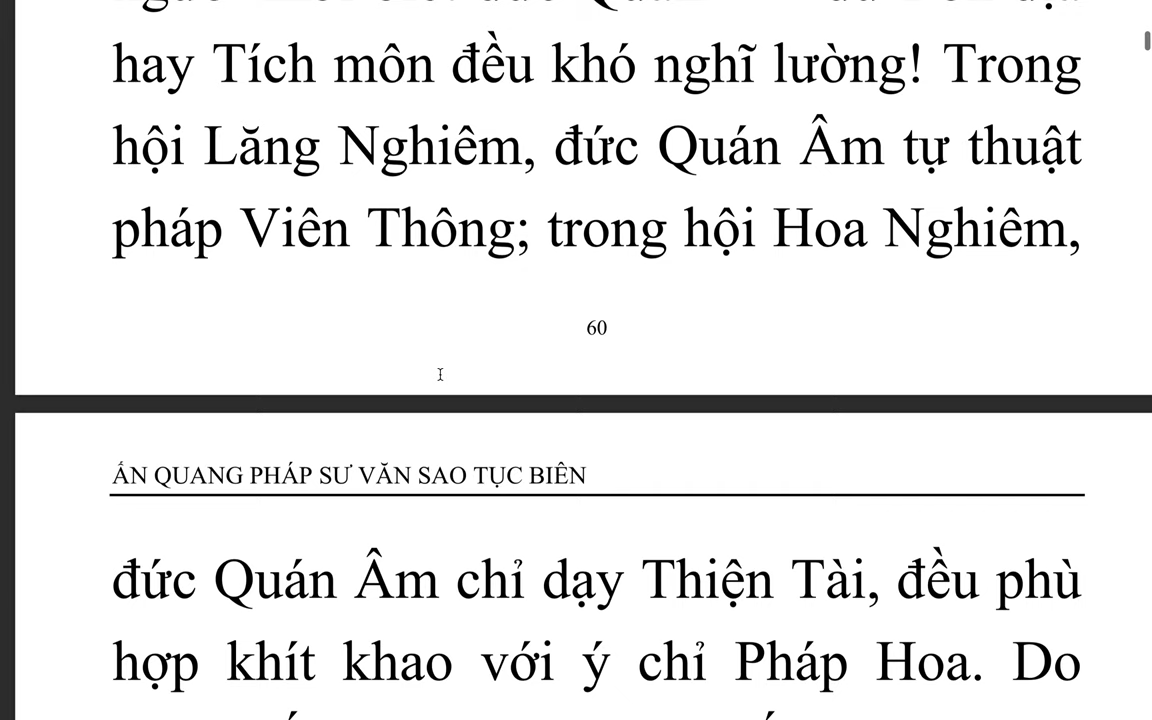 hay Tích môn đều khó nghĩ lường! Trong
hội Lăng Nghiêm, đức Quán Âm tự thuật
pháp Viên Thông; trong hội Hoa Nghiêm,
60
ẤN QUANG PHÁP SƯ VĂN SAO TỤC BIÊN
đức Quán Âm chỉ dạy Thiện Tài, đều phù
hợp khít khao với ý chỉ Pháp Hoa. Do